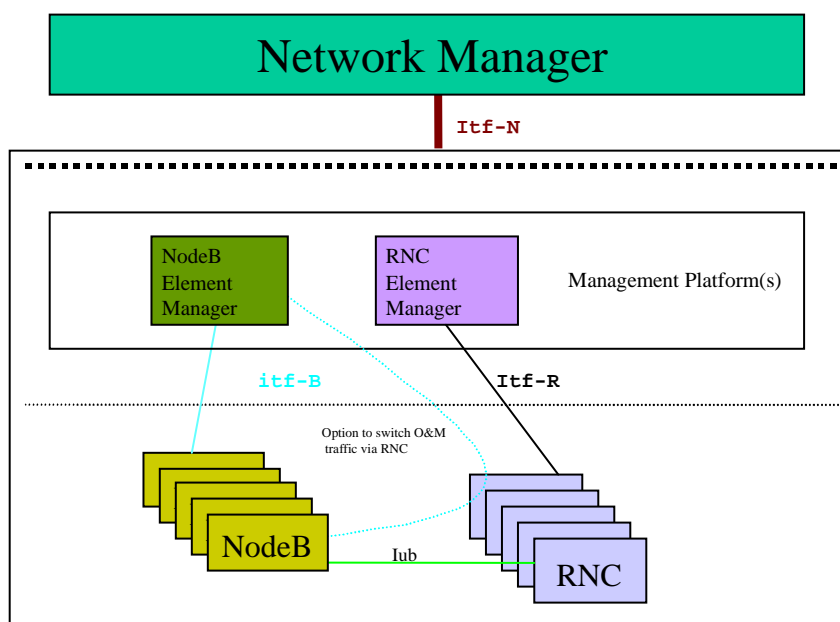 Network Manager
Itf-N
NodeB
Element
Manager
RNC
Element
Manager
Management Platform(s)
itf-B
Itf-R
Option to switch O&M
traffic via RNC
NodeB
Iub
RNC